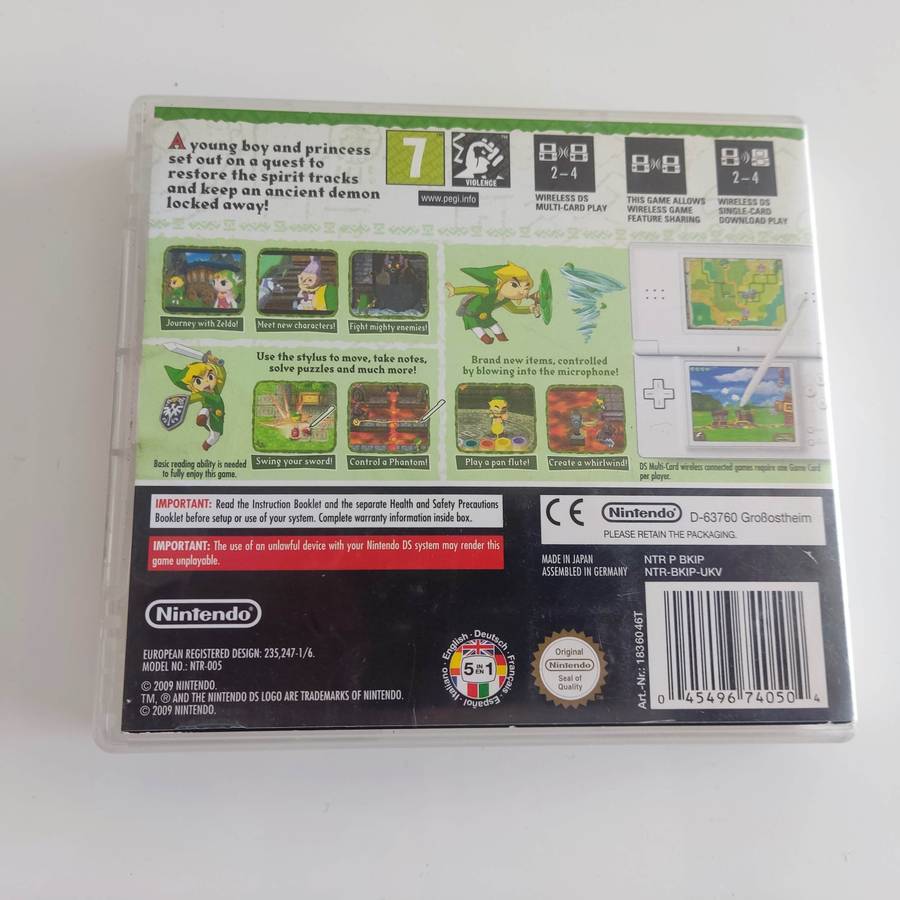 A young boy and princess
set out on a quest to
restore the spirit tracks
and keep an ancient demon
locked away!
7
VIOLENCE
www.pegi.info
2-4
WIRELESS DS
MULTI-CARD PLAY
THIS GAME ALLOWS
WIRELESS GAME
FEATURE SHARING
2-4
WIRELESS DS
SINGLE-CARD
DOWNLOAD PLAY
Journey with Zelda!
Meet new characters!
Fight mighty enemies!
Use the stylus to move, take notes,
solve puzzles and much more!
Basic reading ability is needed
to fully enjoy this game.
Swing your sword!
Control a Phantom!
Brand new items, controlled
by blowing into the microphone!
Play a pan flute!
Create a whirlwind!
DS Multi-Card wireless connected games require one Game Card
per player.
IMPORTANT: Read the Instruction Booklet and the separate Health and Safety Precautions
Booklet before setup or use of your system. Complete warranty information inside box.
IMPORTANT: The use of an unlawful device with your Nintendo DS system may render this
game unplayable.
CE Nintendo® D-63760 Großostheim
PLEASE RETAIN THE PACKAGING.
MADE IN JAPAN
ASSEMBLED IN GERMANY
NTR P BKIP
NTR-BKIP-UKV
Nintendo®
EUROPEAN REGISTERED DESIGN: 235,247-1/6.
MODEL NO.: NTR-005
© 2009 NINTENDO.
TM, ® AND THE NINTENDO DS LOGO ARE TRADEMARKS OF NINTENDO.
© 2009 NINTENDO.
English · Deutsch · Français · Español · Italiano
5 IN EN 1
Original
Nintendo
Seal of
Quality
Art.-Nr.: 1836046T
0 45496 74050 4